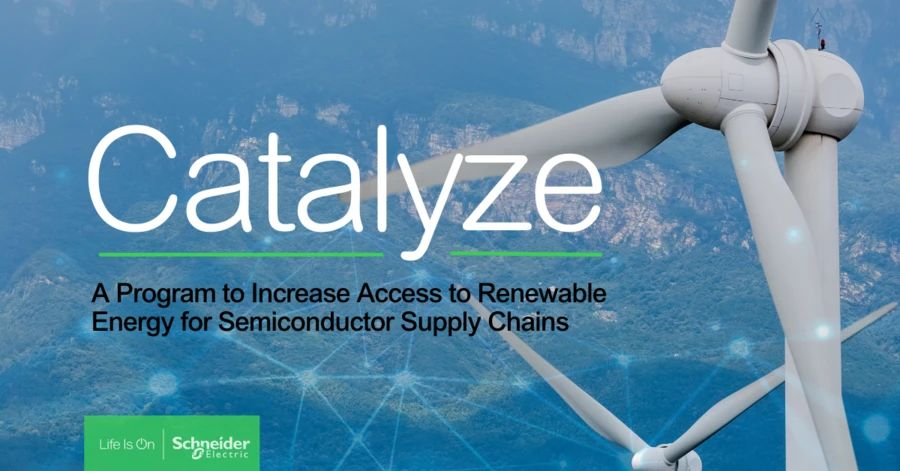 Catalyze
A Program to Increase Access to Renewable
Energy for Semiconductor Supply Chains
Life Is On | Schneider
Electric